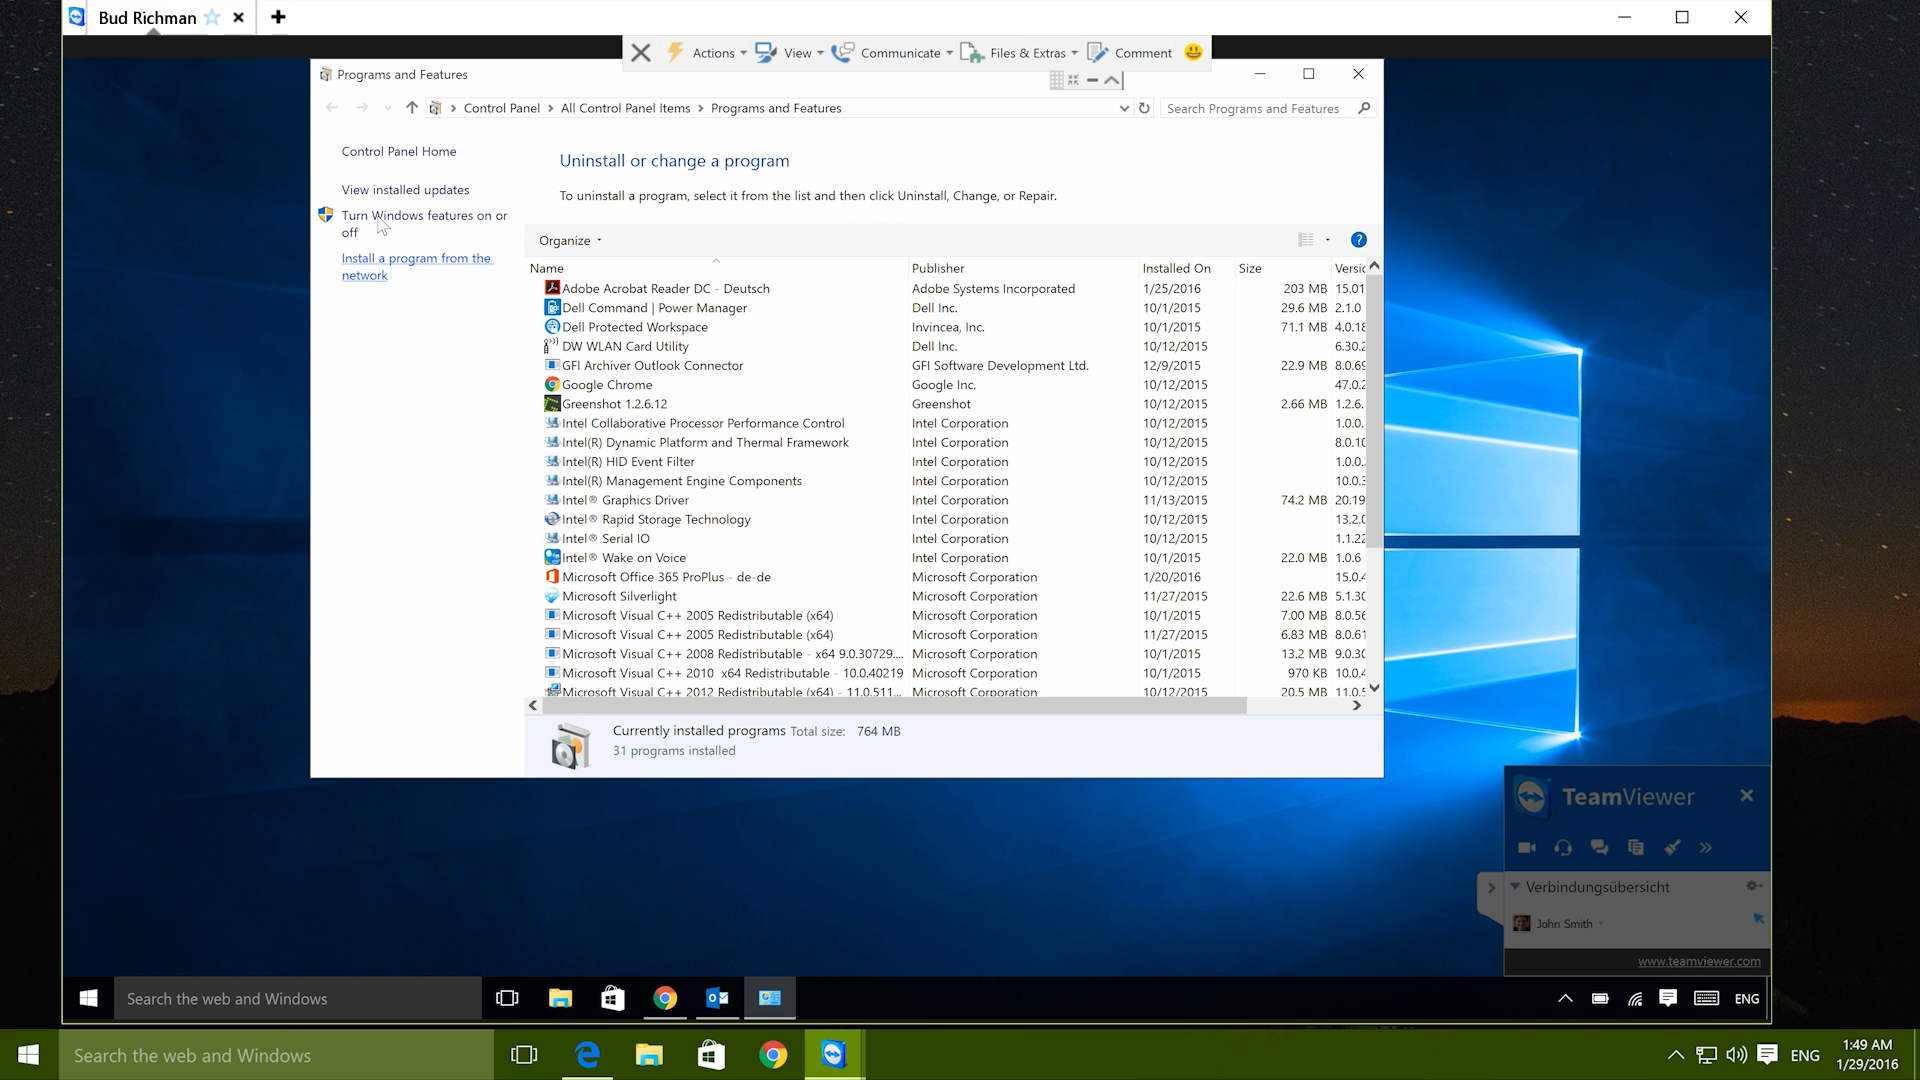 Bud Richman
Actions View Communicate Files & Extras Comment
Programs and Features
Control Panel All Control Panel Items Programs and Features
Search Programs and Features
Control Panel Home
View installed updates
Turn Windows features on or
off
Install a program from the
network
Uninstall or change a program
To uninstall a program, select it from the list and then click Uninstall, Change, or Repair.
Organize
Name Publisher Installed On Size Versic
Adobe Acrobat Reader DC - Deutsch Adobe Systems Incorporated 1/25/2016 203 MB 15.01
Dell Command | Power Manager Dell Inc. 10/1/2015 29.6 MB 2.1.0
Dell Protected Workspace Invincea, Inc. 10/1/2015 71.1 MB 4.0.18
DW WLAN Card Utility Dell Inc. 10/12/2015 6.30.2
GFI Archiver Outlook Connector GFI Software Development Ltd. 12/9/2015 22.9 MB 8.0.69
Google Chrome Google Inc. 10/12/2015 47.0.2
Greenshot 1.2.6.12 Greenshot 10/12/2015 2.66 MB 1.2.6.
Intel Collaborative Processor Performance Control Intel Corporation 10/12/2015 1.0.0.
Intel(R) Dynamic Platform and Thermal Framework Intel Corporation 10/12/2015 8.0.10
Intel(R) HID Event Filter Intel Corporation 10/12/2015 1.0.0.
Intel(R) Management Engine Components Intel Corporation 10/12/2015 10.0.3
Intel® Graphics Driver Intel Corporation 11/13/2015 74.2 MB 20.19
Intel® Rapid Storage Technology Intel Corporation 10/12/2015 13.2.0
Intel® Serial IO Intel Corporation 10/12/2015 1.1.22
Intel® Wake on Voice Intel Corporation 10/1/2015 22.0 MB 1.0.6
Microsoft Office 365 ProPlus - de-de Microsoft Corporation 1/20/2016 15.0.4
Microsoft Silverlight Microsoft Corporation 11/27/2015 22.6 MB 5.1.30
Microsoft Visual C++ 2005 Redistributable (x64) Microsoft Corporation 10/1/2015 7.00 MB 8.0.56
Microsoft Visual C++ 2005 Redistributable (x64) Microsoft Corporation 11/27/2015 6.83 MB 8.0.61
Microsoft Visual C++ 2008 Redistributable - x64 9.0.30729.... Microsoft Corporation 10/1/2015 13.2 MB 9.0.30
Microsoft Visual C++ 2010 x64 Redistributable - 10.0.40219 Microsoft Corporation 10/1/2015 970 KB 10.0.4
Microsoft Visual C++ 2012 Redistributable (x64) - 11.0.511... Microsoft Corporation 10/12/2015 20.5 MB 11.0.5
Currently installed programs Total size: 764 MB
31 programs installed
TeamViewer
Verbindungsübersicht
John Smith
www.teamviewer.com
Search the web and Windows
ENG
Search the web and Windows
ENG
1:49 AM
1/29/2016